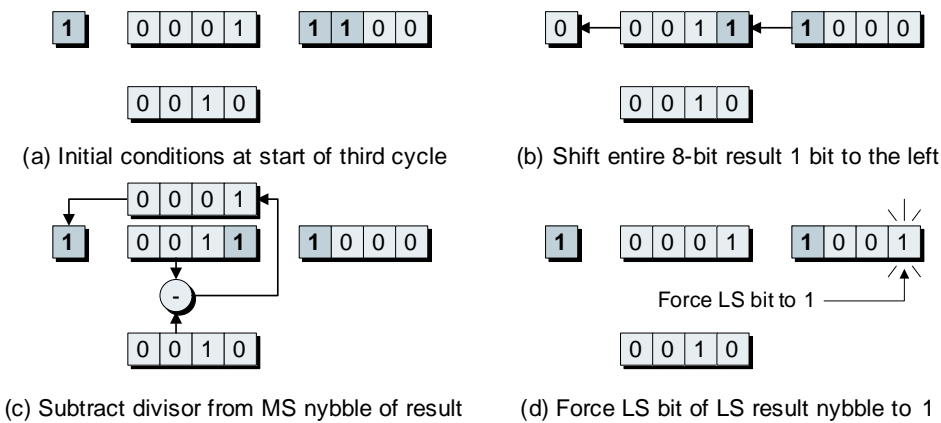 1 0 0 0 1 1 1 0 0
0 0 1 0
(a) Initial conditions at start of third cycle
0 0 0 1 1 1 0 0 0
0 0 1 0
(b) Shift entire 8-bit result 1 bit to the left
0 0 0 1
1 0 0 1 1 1 0 0 0
-
0 0 1 0
(c) Subtract divisor from MS nybble of result
1 0 0 0 1 1 0 0 1
Force LS bit to 1
0 0 1 0
(d) Force LS bit of LS result nybble to 1